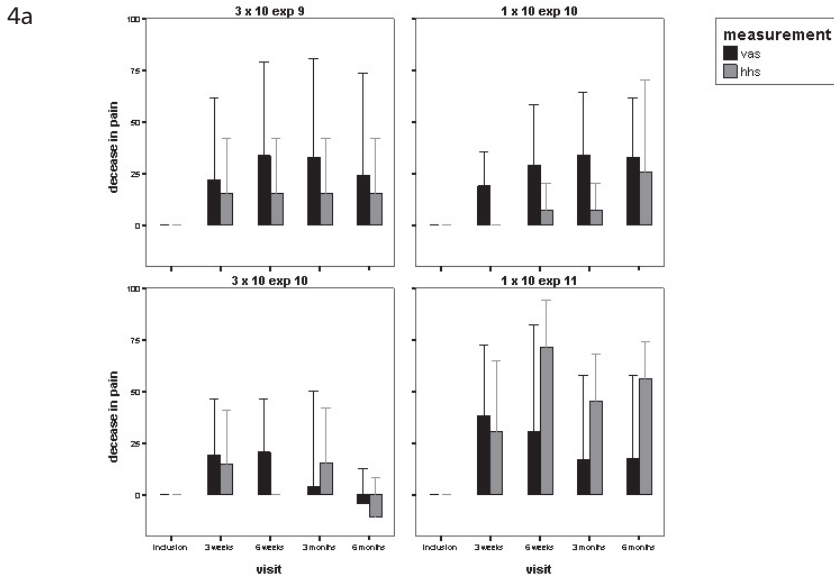 4a
3 x 10 exp 9
1 x 10 exp 10
measurement
vas
hhs
decease in pain
100
75
50
25
0
3 x 10 exp 10
1 x 10 exp 11
decease in pain
100
75
50
25
0
inclusion 3 weeks 6 weeks 3 months 6 months
inclusion 3 weeks 6 weeks 3 months 6 months
visit
visit